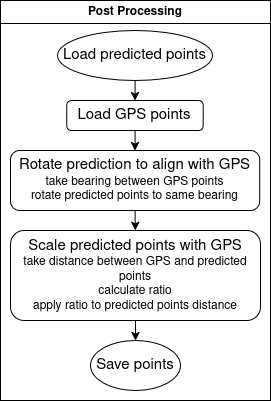 Post Processing
Load predicted points
Load GPS points
Rotate prediction to align with GPS
take bearing between GPS points
rotate predicted points to same bearing
Scale predicted points with GPS
take distance between GPS and predicted
points
calculate ratio
apply ratio to predicted points distance
Save points